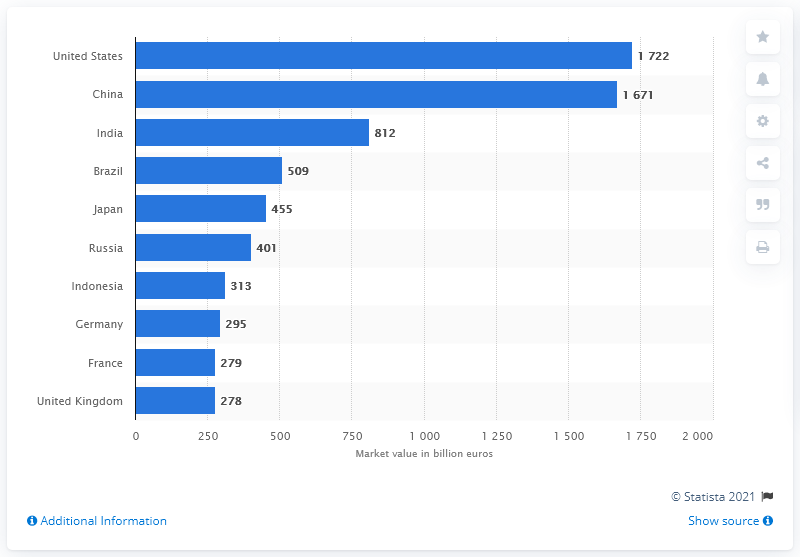 United States 1 722
China 1 671
India 812
Brazil 509
Japan 455
Russia 401
Indonesia 313
Germany 295
France 279
United Kingdom 278
0 250 500 750 1 000 1 250 1 500 1 750 2 000
Market value in billion euros
© Statista 2021
Additional Information Show source